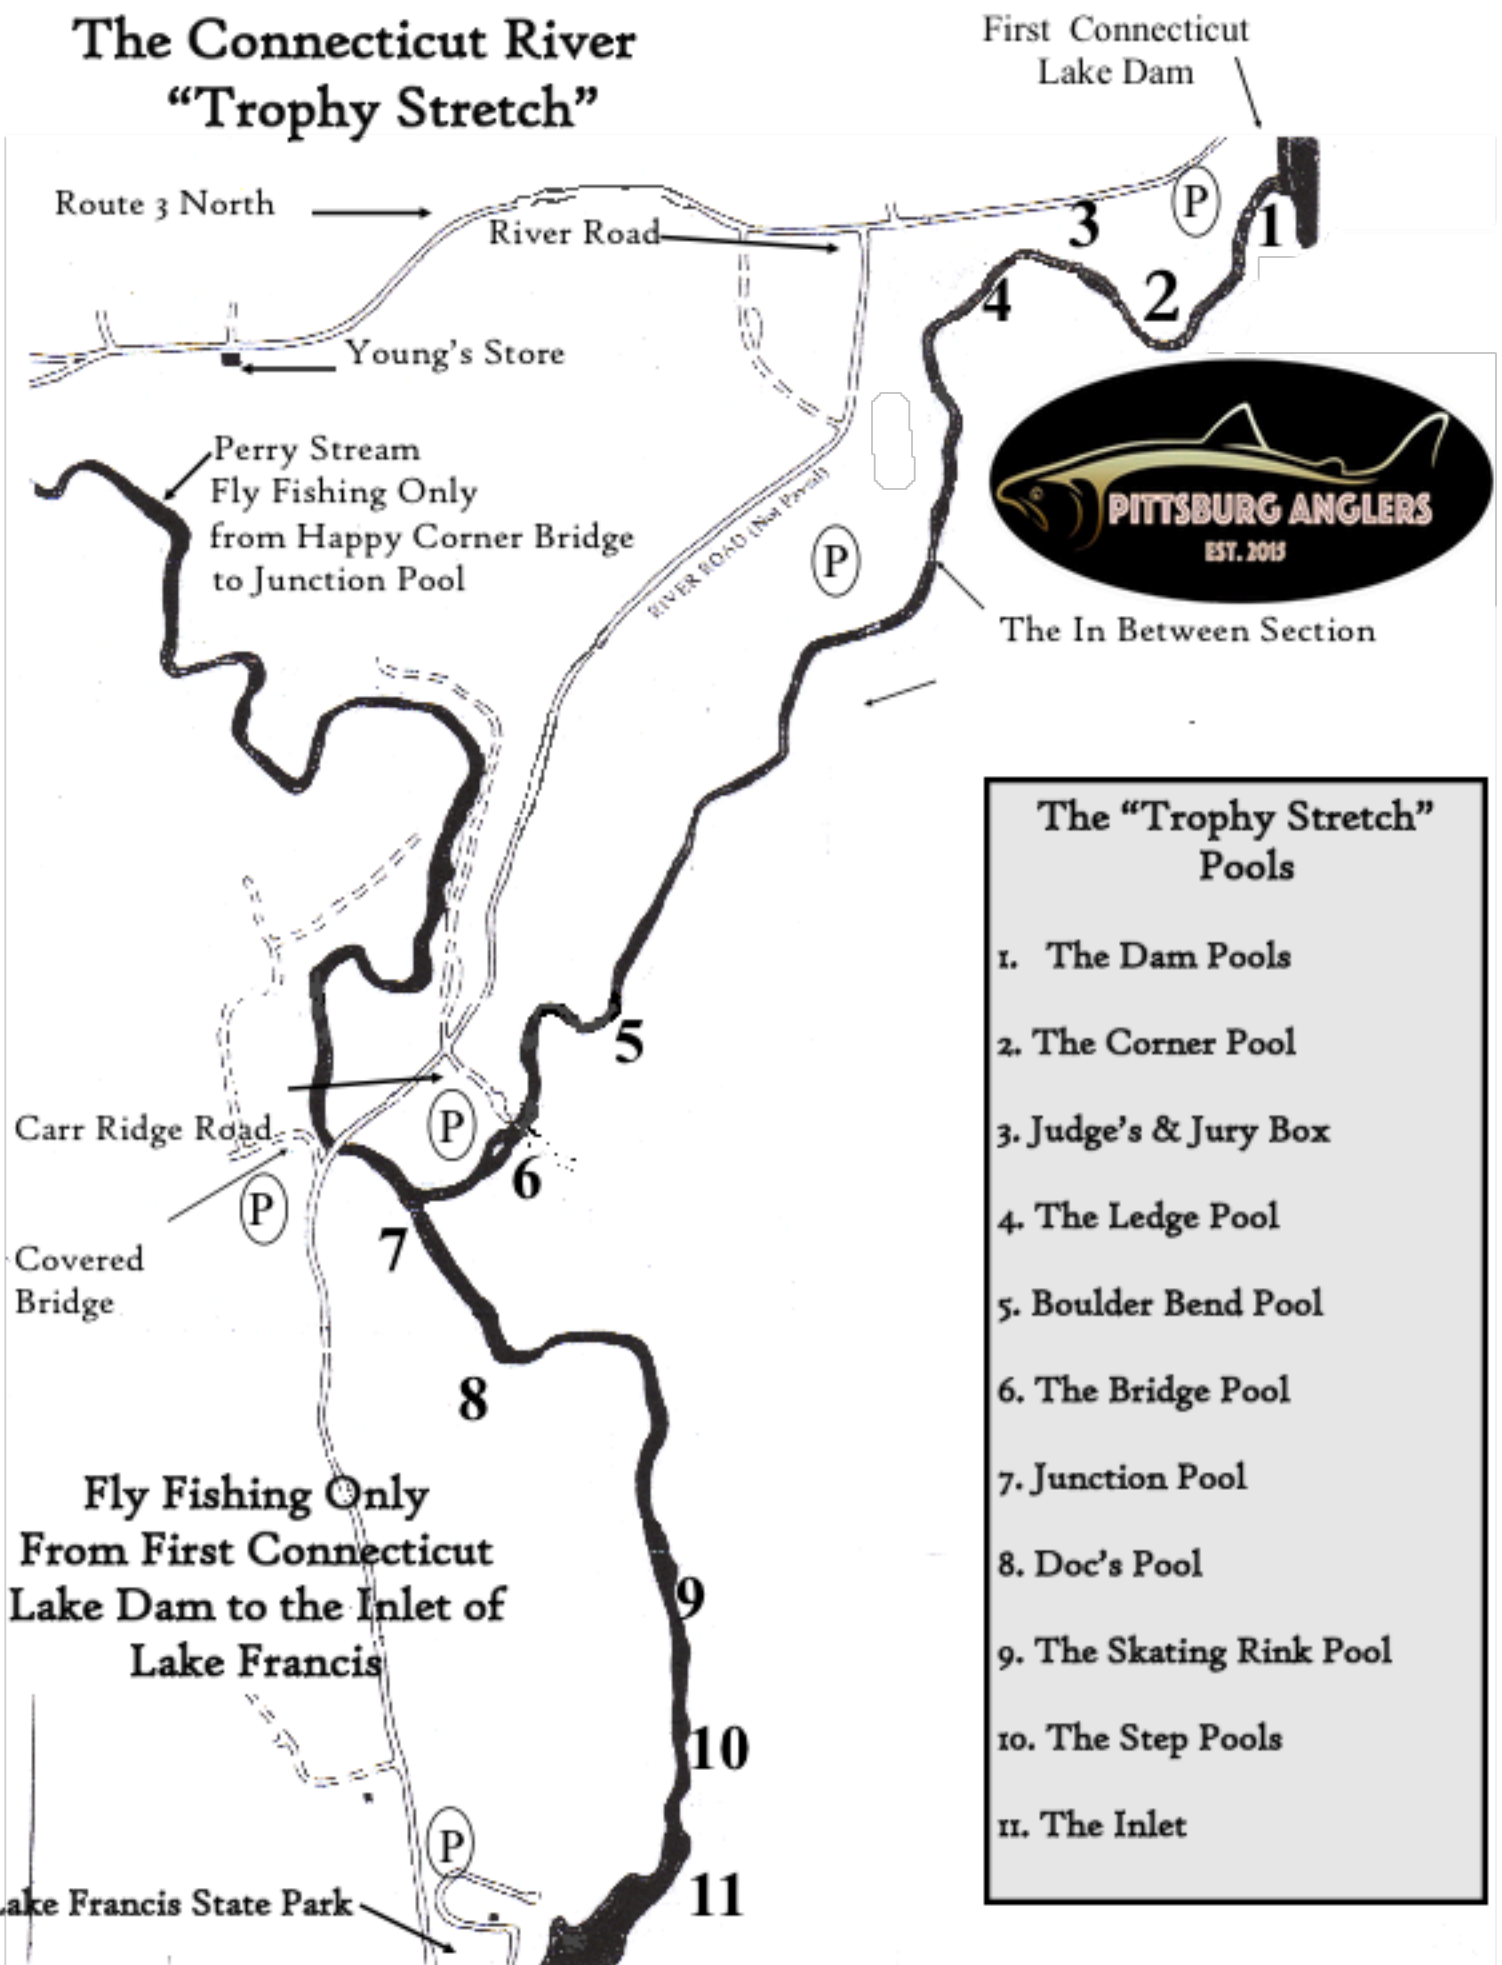 The Connecticut River
“Trophy Stretch”
First Connecticut
Lake Dam
Route 3 North
River Road
P
1
3
2
4
Young's Store
Perry Stream
Fly Fishing Only
from Happy Corner Bridge
to Junction Pool
RIVER ROAD (Not Paved)
P
PITTSBURG ANGLERS
EST. 2015
The In Between Section
5
Carr Ridge Road
P
6
P
7
Covered
Bridge
8
Fly Fishing Only
From First Connecticut
Lake Dam to the Inlet of
Lake Francis
9
10
P
11
Lake Francis State Park
The “Trophy Stretch”
Pools
1. The Dam Pools
2. The Corner Pool
3. Judge's & Jury Box
4. The Ledge Pool
5. Boulder Bend Pool
6. The Bridge Pool
7. Junction Pool
8. Doc's Pool
9. The Skating Rink Pool
10. The Step Pools
11. The Inlet